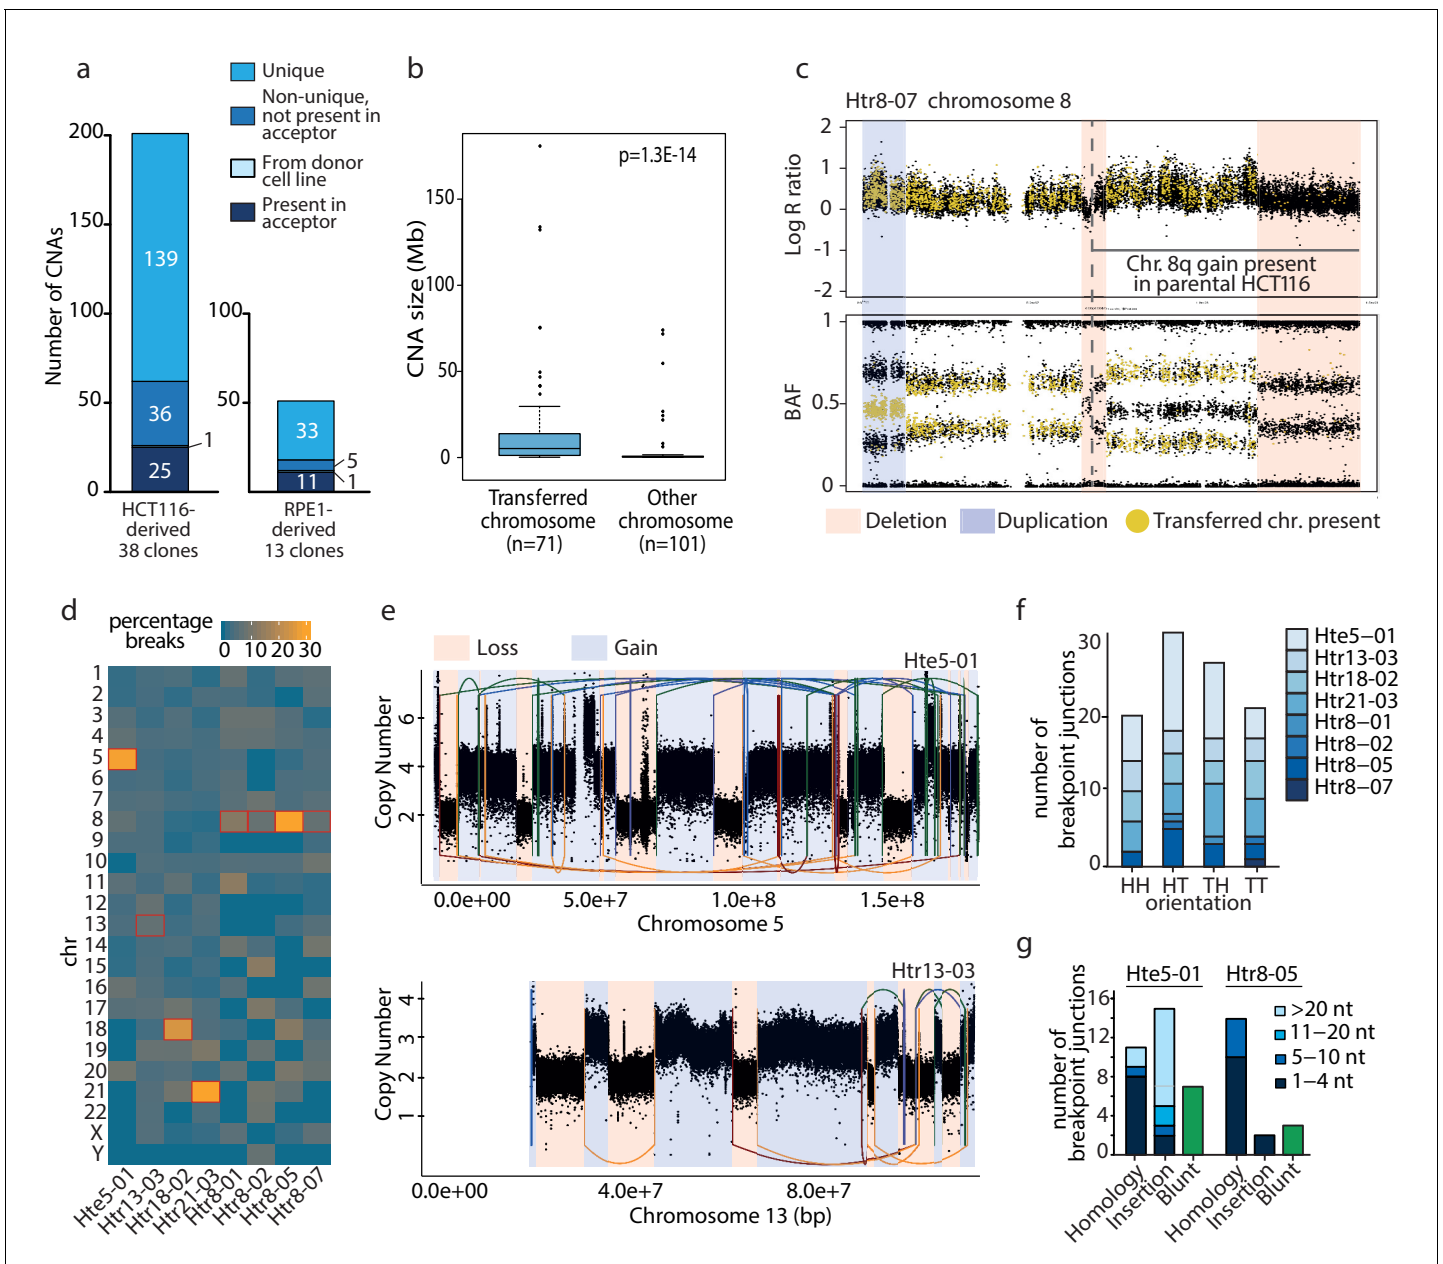 a
Unique
Non-unique,
not present in
acceptor
From donor
cell line
Present in
acceptor
Number of CNAs
200
150
100
50
0
139
36
1
25
100
50
33
5
11
1
HCT116-
derived
38 clones
RPE1-
derived
13 clones
b
p=1.3E-14
CNA size (Mb)
150
100
50
0
Transferred
chromosome
(n=71)
Other
chromosome
(n=101)
c
Htr8-07 chromosome 8
Log R ratio
2
1
0
-1
-2
Chr. 8q gain present
in parental HCT116
BAF
1
0.5
0
Deletion
Duplication
Transferred chr. present
d
percentage
breaks
0 10 20 30
chr
1
2
3
4
5
6
7
8
9
10
11
12
13
14
15
16
17
18
19
20
21
22
X
Y
Hte5-01
Htr13-03
Htr18-02
Htr21-03
Htr8-01
Htr8-02
Htr8-05
Htr8-07
e
Loss
Gain
Hte5-01
Copy Number
6
4
2
0.0e+00 5.0e+7 1.0e+8 1.5e+8
Chromosome 5
Htr13-03
Copy Number
4
3
2
1
0.0e+00 4.0e+7 8.0e+7
Chromosome 13 (bp)
f
number of
breakpoint junctions
30
20
10
0
HH HT TH TT
orientation
Hte5–01
Htr13-03
Htr18-02
Htr21-03
Htr8–01
Htr8–02
Htr8-05
Htr8–07
g
Hte5-01 Htr8-05
number of
breakpoint junctions
16
12
8
4
0
>20 nt
11–20 nt
5–10 nt
1–4 nt
Homology
Insertion
Blunt
Homology
Insertion
Blunt